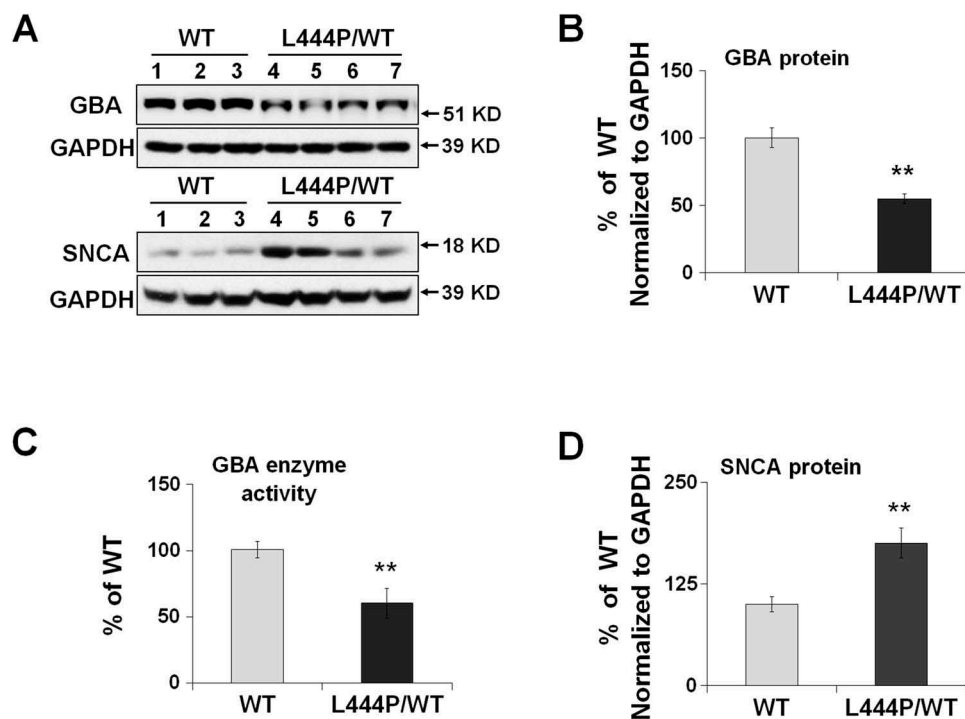 A
WT L444P/WT
1 2 3 4 5 6 7
GBA
←51 KD
GAPDH
←39 KD
WT L444P/WT
1 2 3 4 5 6 7
SNCA
←18 KD
GAPDH
←39 KD
B
GBA protein
% of WT
Normalized to GAPDH
150
100
**
50
0
WT L444P/WT
C
GBA enzyme
activity
% of WT
150
100
**
50
0
WT L444P/WT
D
SNCA protein
% of WT
Normalized to GAPDH
250
**
125
0
WT L444P/WT